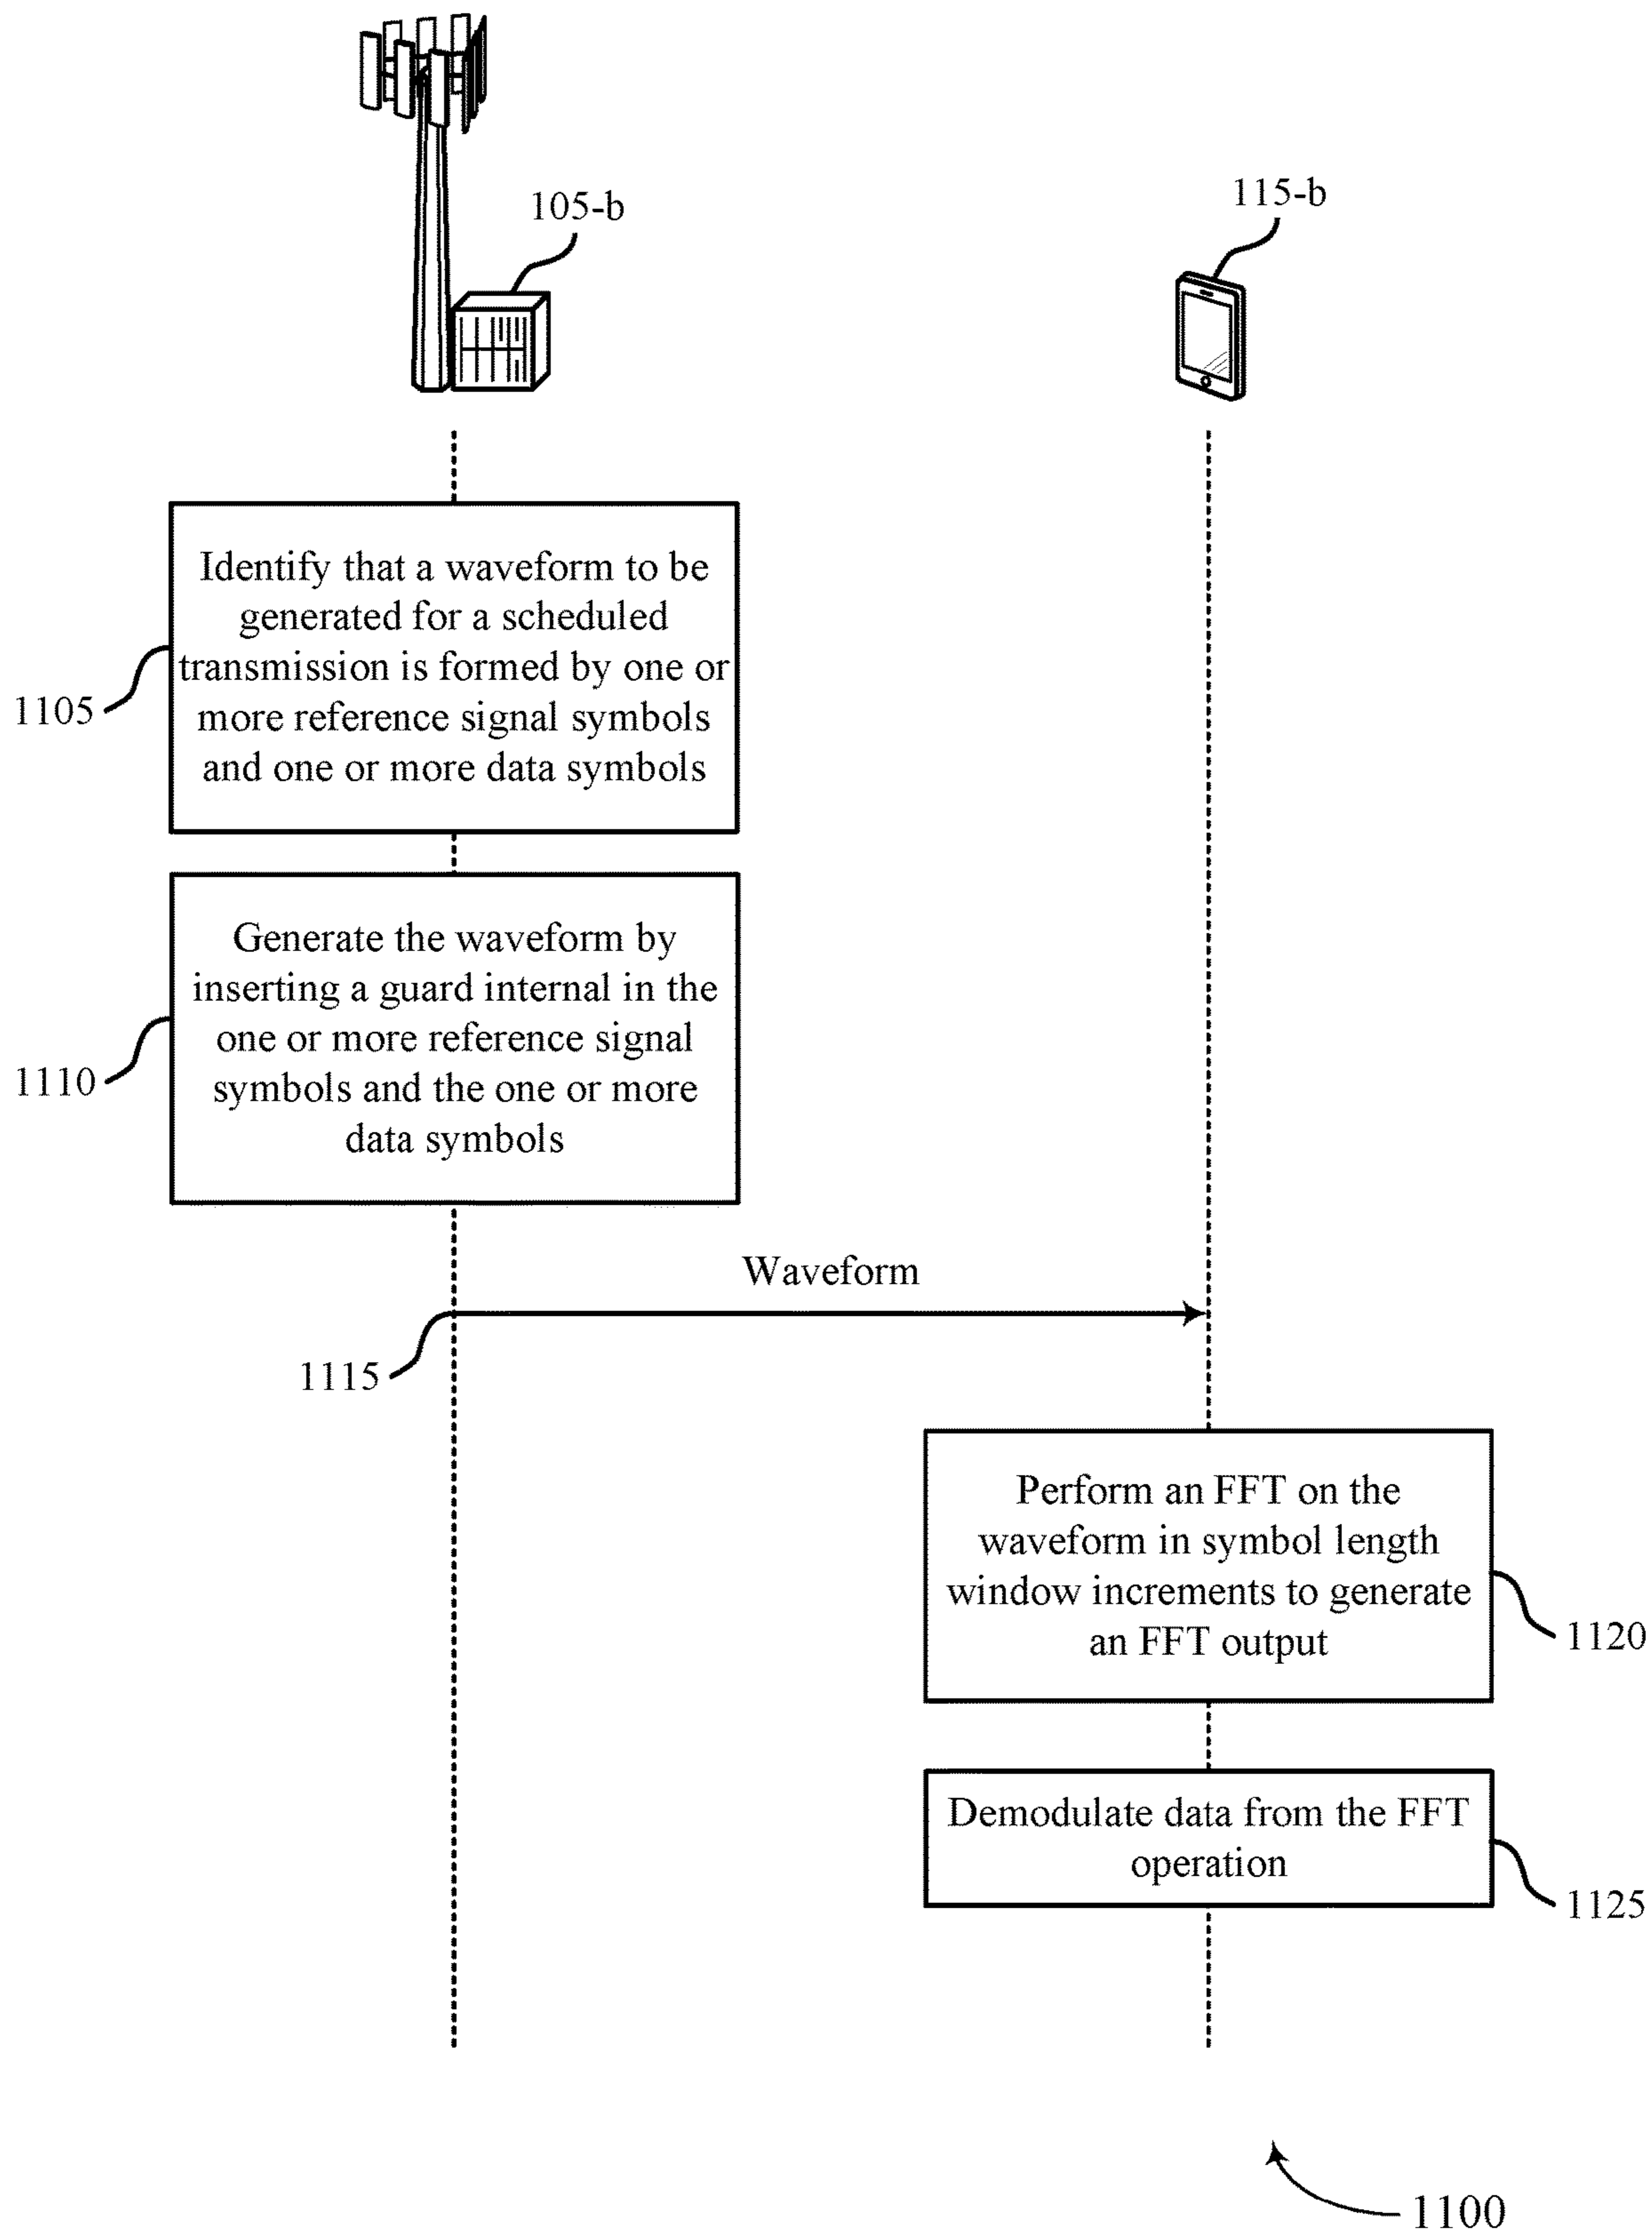 105-b
115-b
Identify that a waveform to be
generated for a scheduled
transmission is formed by one or
more reference signal symbols
and one or more data symbols
1105
Generate the waveform by
inserting a guard internal in the
one or more reference signal
symbols and the one or more
data symbols
1110
Waveform
1115
Perform an FFT on the
waveform in symbol length
window increments to generate
an FFT output
1120
Demodulate data from the FFT
operation
1125
1100